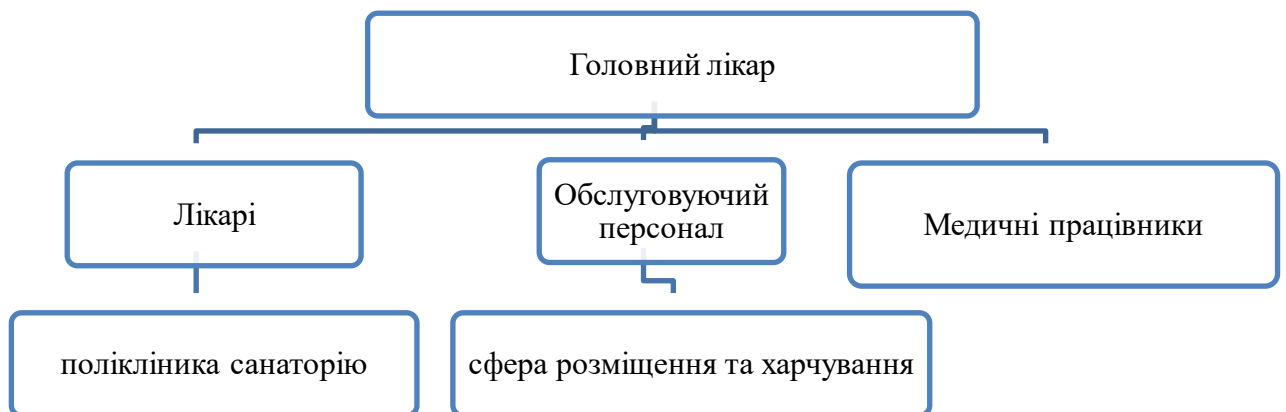 Головний лікар
Лікарі
Обслуговуючий
персонал
Медичні працівники
поліклініка санаторію
сфера розміщення та харчування